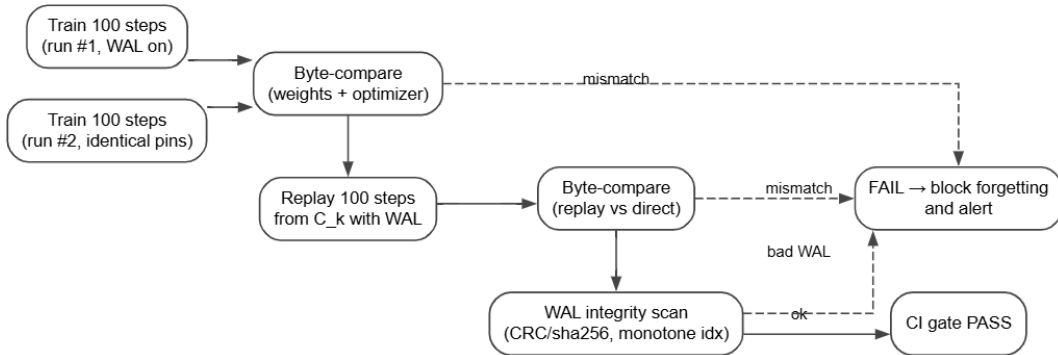 Train 100 steps
(run #1, WAL on)
Byte-compare
(weights + optimizer)
mismatch
Train 100 steps
(run #2, identical pins)
Replay 100 steps
from C_k with WAL
Byte-compare
(replay vs direct)
mismatch
FAIL → block forgetting
and alert
bad WAL
WAL integrity scan
(CRC/sha256, monotone idx)
ok
CI gate PASS